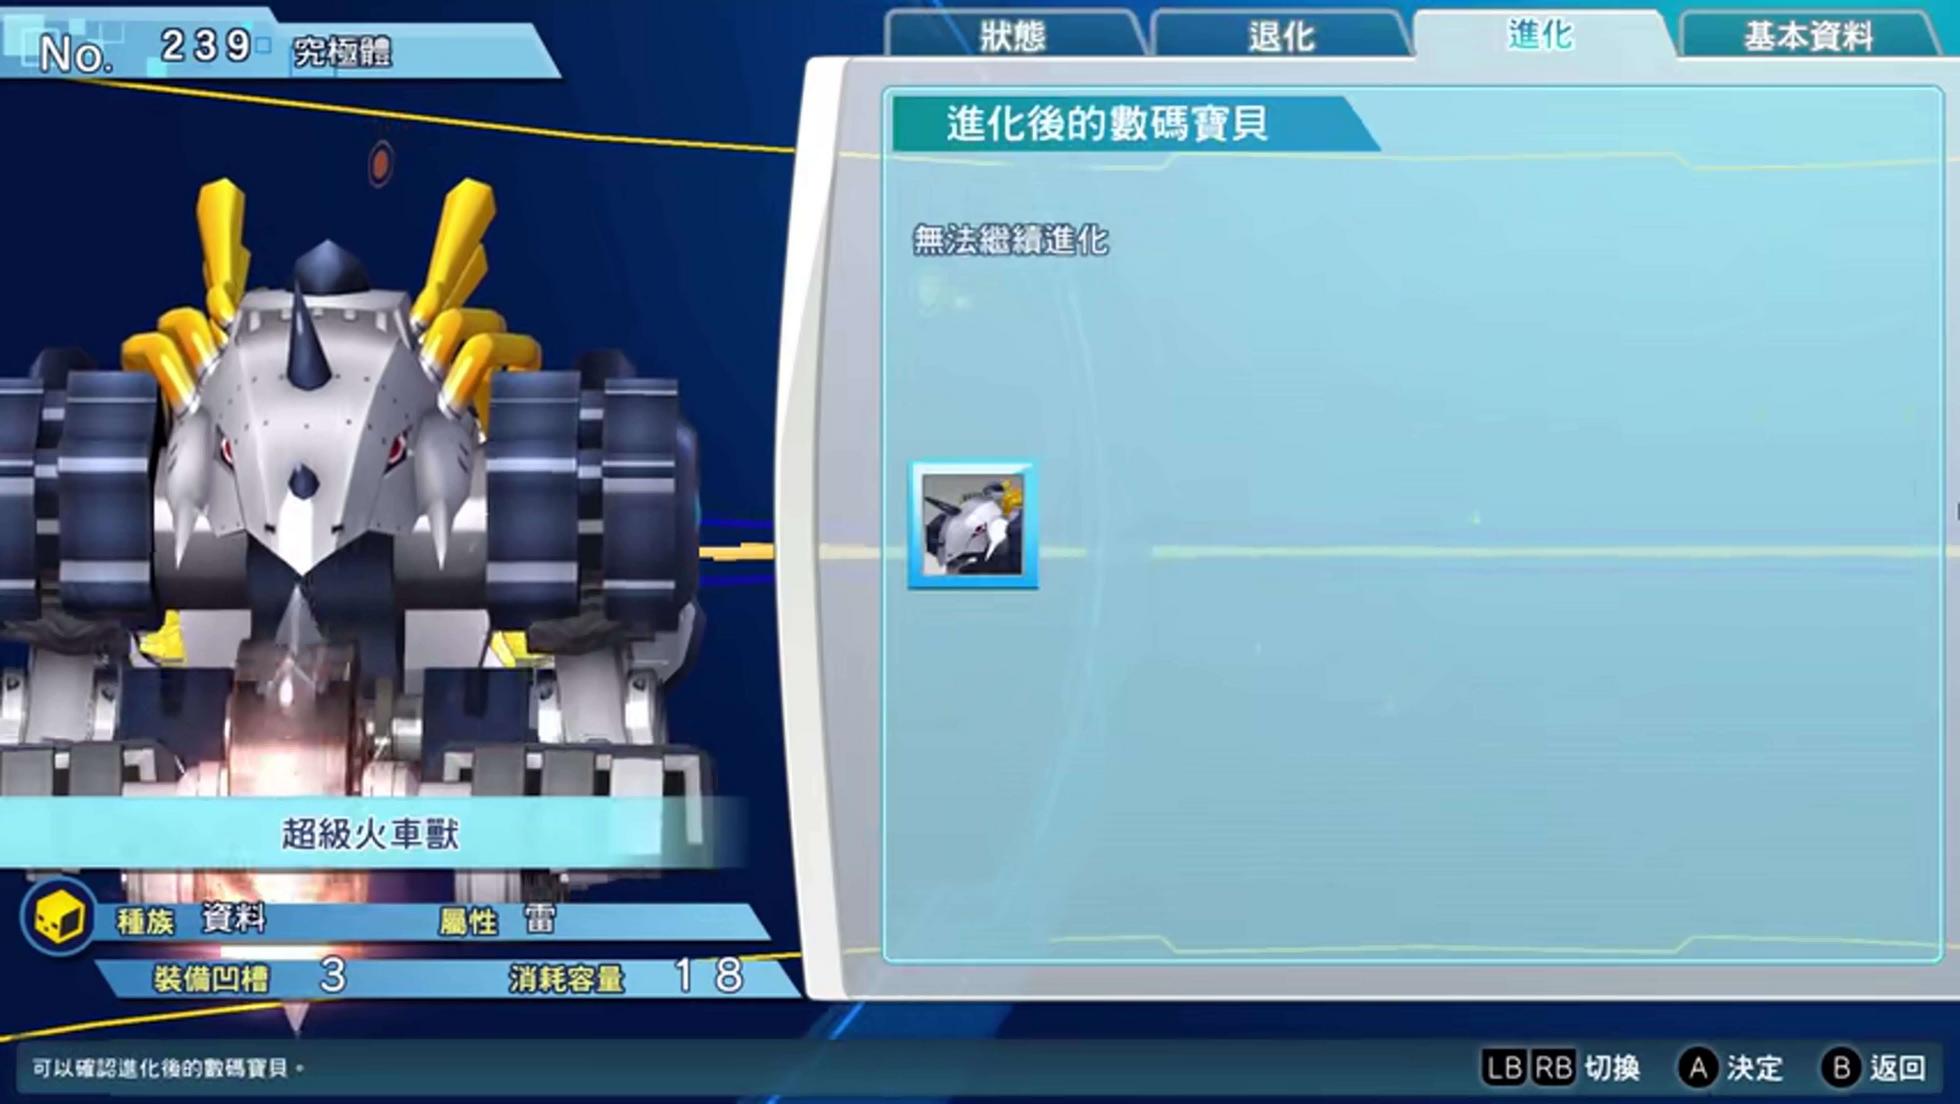 No. 239 究極體
狀態 退化 進化 基本資料
進化後的數碼寶貝
無法繼續進化
超級火車獸
種族 資料 屬性 雷
裝備凹槽 3 消耗容量 18
可以確認進化後的數碼寶貝。
LB RB 切換 A 決定 B 返回